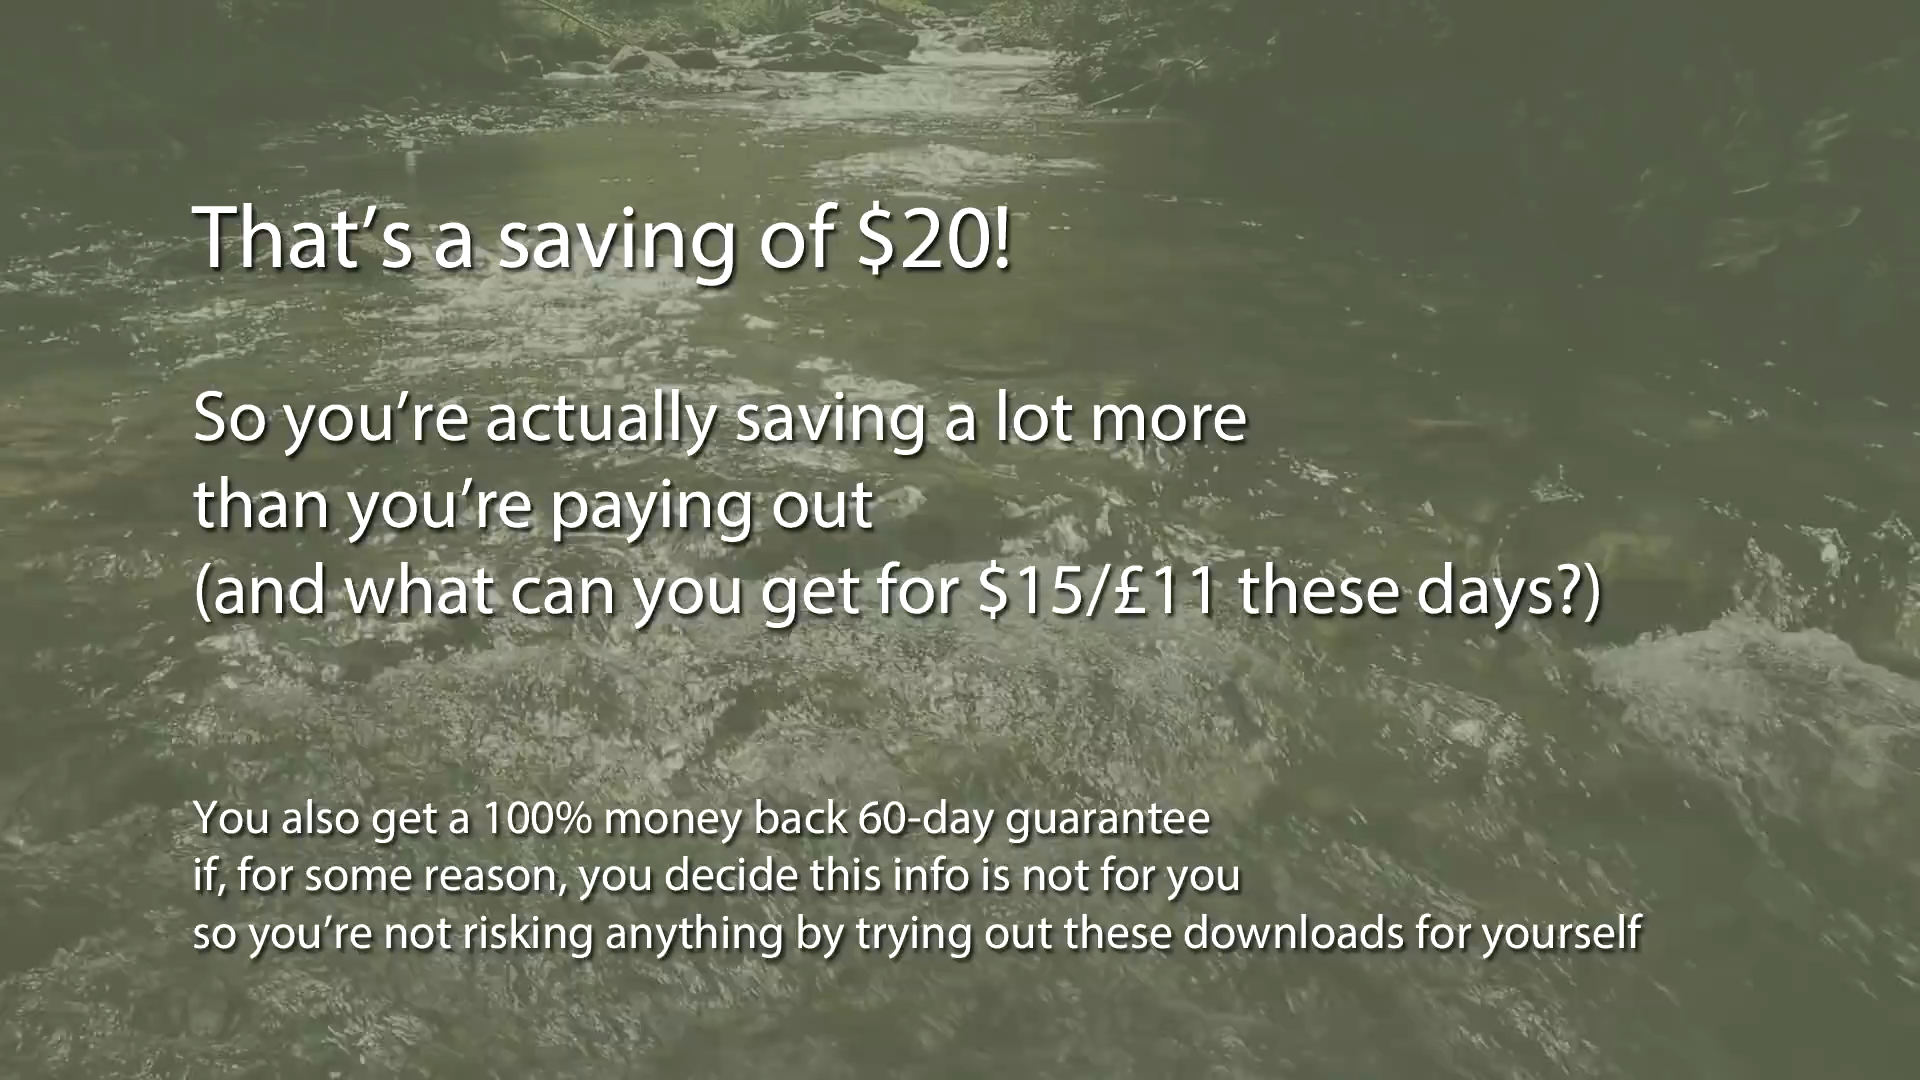 That’s a saving of $20!
So you’re actually saving a lot more
than you’re paying out
(and what can you get for $15/£11 these days?)
You also get a 100% money back 60-day guarantee
if, for some reason, you decide this info is not for you
so you’re not risking anything by trying out these downloads for yourself